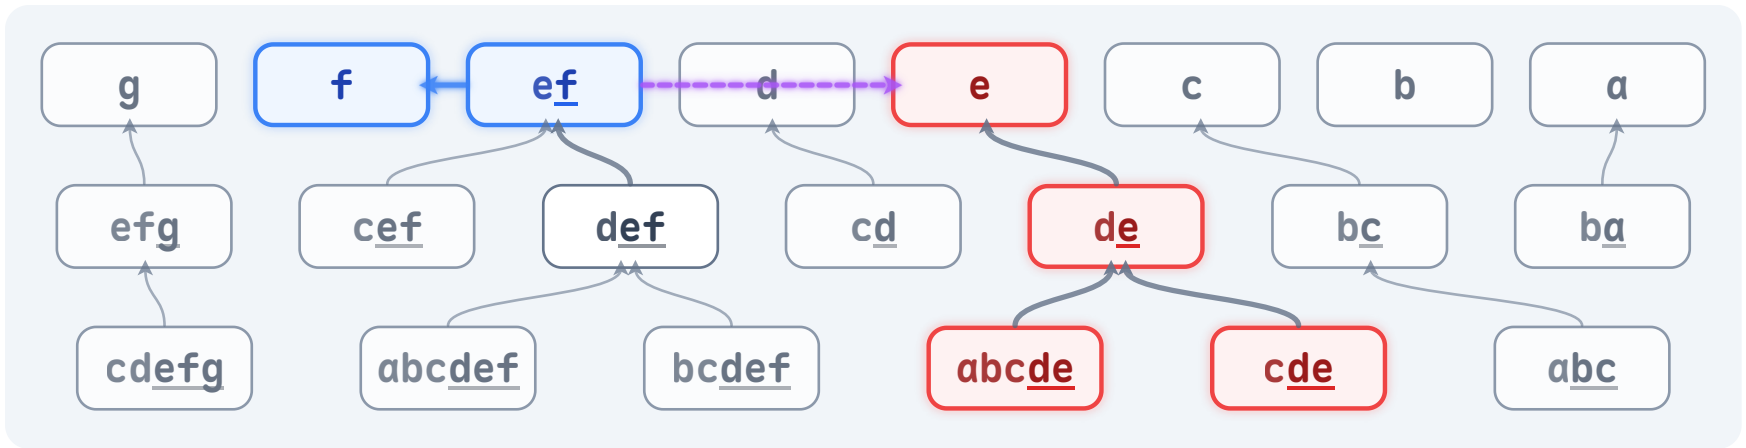 g f ef d e c b a
efg cef def cd de bc ba
cdefg abcdef bcdef abcde cde abc